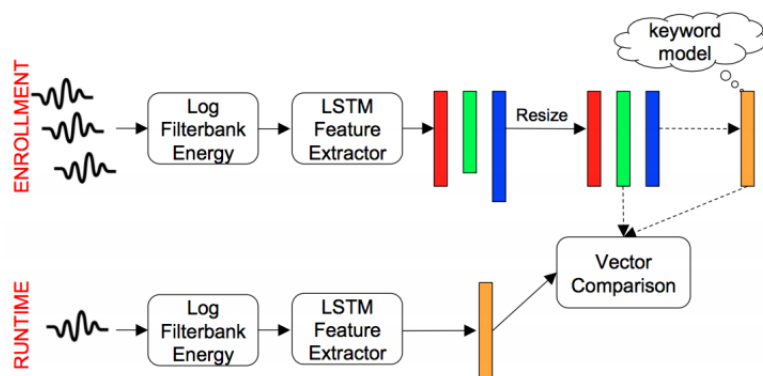 keyword
model
ENROLLMENT
Log
Filterbank
Energy
LSTM
Feature
Extractor
Resize
Vector
Comparison
RUNTIME
Log
Filterbank
Energy
LSTM
Feature
Extractor